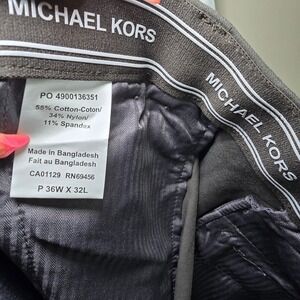 MICHAEL KORS
MICHAEL KORS
PO 4900136351
55% Cotton-Coton/
34% Nylon/
11% Spandex
Made in Bangladesh
Fait au Bangladesh
CA01129 RN69456
P 36W X 32L